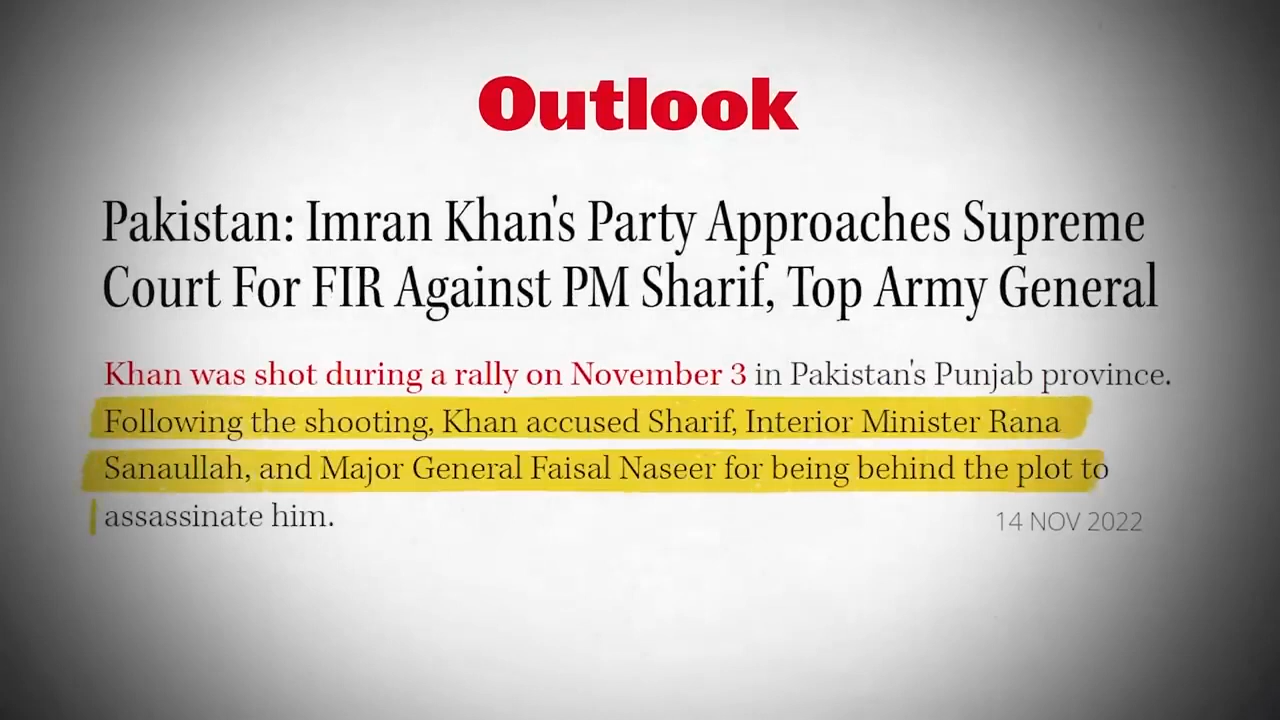 Outlook
Pakistan: Imran Khan's Party Approaches Supreme
Court For FIR Against PM Sharif, Top Army General
Khan was shot during a rally on November 3 in Pakistan's Punjab province.
Following the shooting, Khan accused Sharif, Interior Minister Rana
Sanaullah, and Major General Faisal Naseer for being behind the plot to
assassinate him.
14 NOV 2022